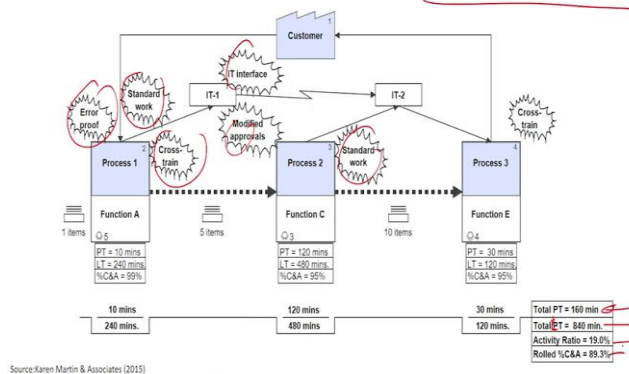 1
Customer
IT interface
Standard
work
Error
proof
IT-1
IT-2
Cross-
train
Modified
approvals
Cross-
train
Standard
work
2
Process 1
3
Process 2
4
Process 3
Function A
Function C
Function E
1 items
5 items
10 items
5
3
4
PT = 10 mins
LT = 240 mins.
%C&A = 99%
PT = 120 mins
LT = 480 mins.
%C&A = 95%
PT = 30 mins
LT = 120 mins.
%C&A = 95%
10 mins
240 mins.
120 mins
480 mins
30 mins
120 mins.
Total PT = 160 min
Total PT = 840 min.
Activity Ratio = 19.0%
Rolled %C&A = 89.3%
Source:Karen Martin & Associates (2015)